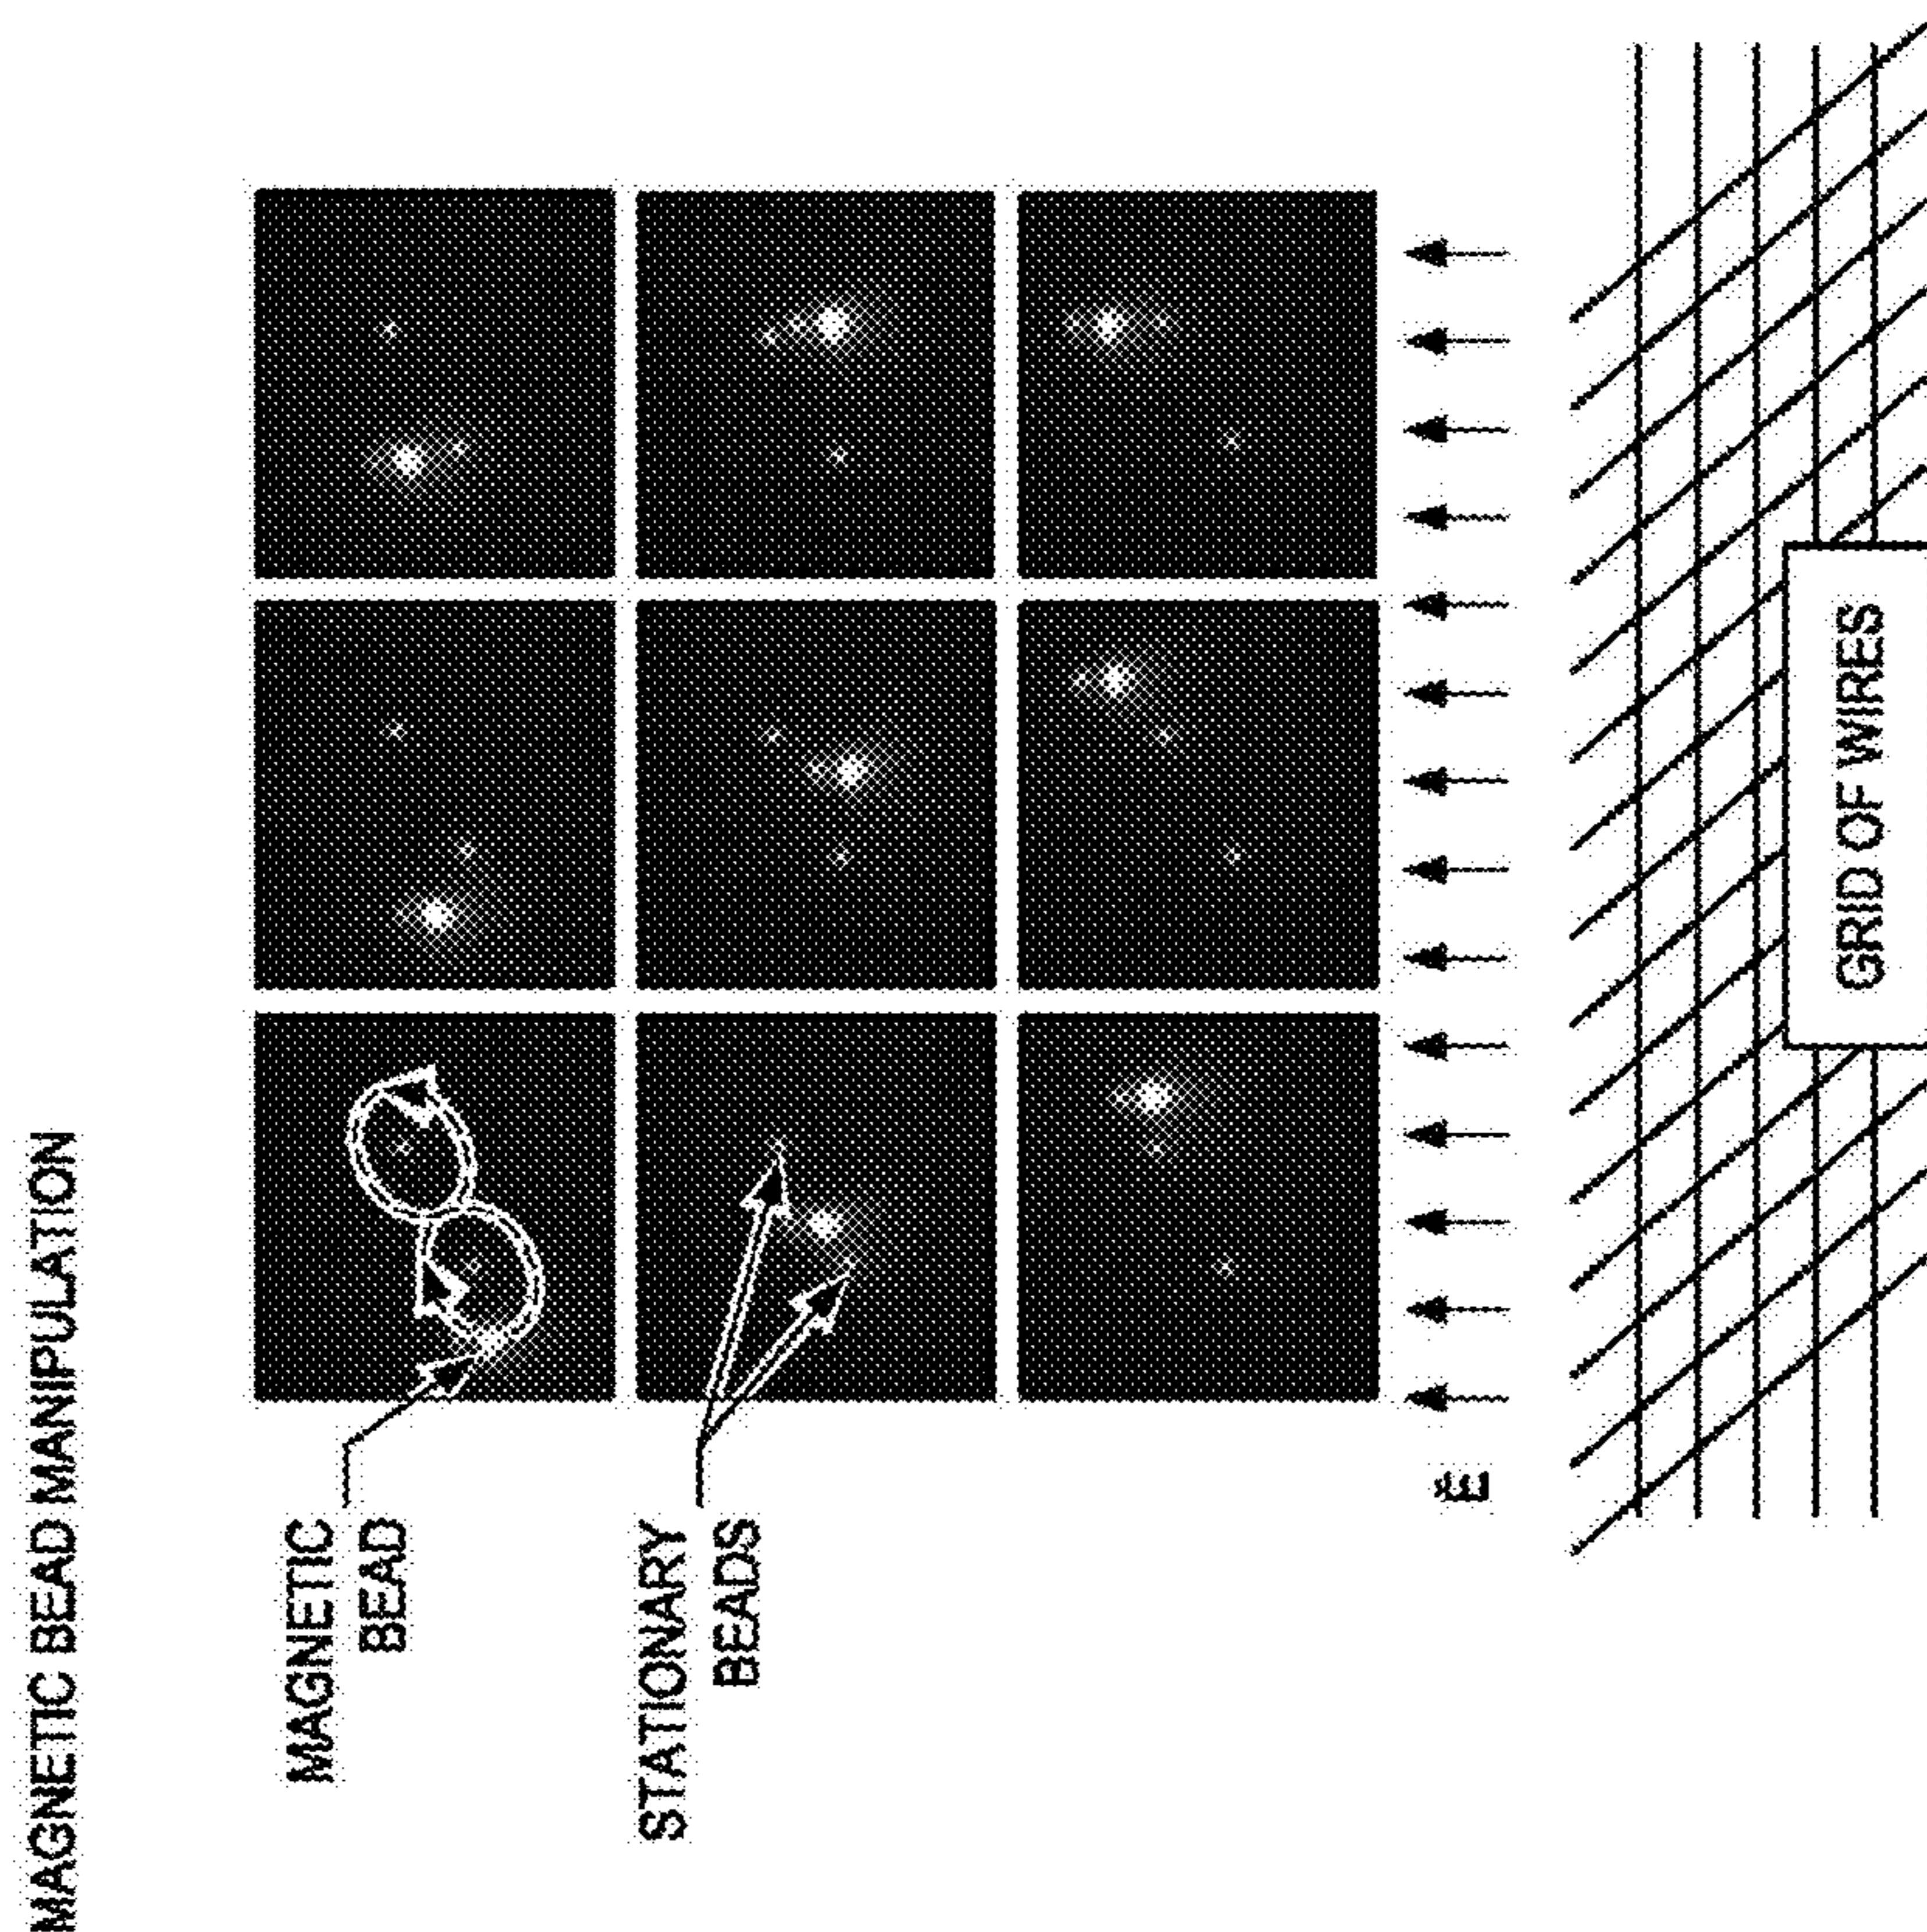 MAGNETIC BEAD MANIPULATION
MAGNETIC
BEAD
STATIONARY
BEADS
E
GRID OF WIRES